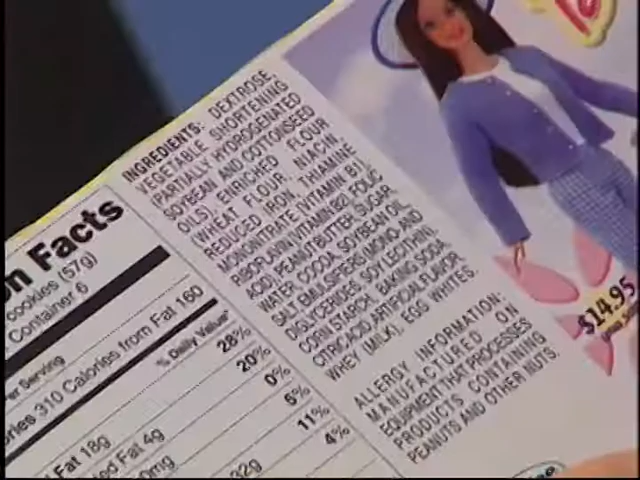 n Facts
cookies (57g)
Container 6
er Serving
ories 310 Calories from Fat 160
% Daily Value*
28%
Fat 18g 20%
ted Fat 4g 0%
0mg 6%
11%
32g 4%
INGREDIENTS: DEXTROSE,
VEGETABLE SHORTENING
(PARTIALLY HYDROGENATED
SOYBEAN AND COTTONSEED
OILS), ENRICHED FLOUR
(WHEAT FLOUR, NIACIN,
REDUCED IRON, THIAMINE
MONONITRATE (VITAMIN B1),
RIBOFLAVIN (VITAMIN B2), FOLIC
ACID), PEANUT BUTTER, SUGAR,
WATER, COCOA, SOYBEAN OIL,
SALT, EMULSIFIERS (MONO- AND
DIGLYCERIDES, SOY LECITHIN),
CORN STARCH, BAKING SODA,
CITRIC ACID, ARTIFICIAL FLAVOR,
WHEY (MILK), EGG WHITES.
ALLERGY INFORMATION:
MANUFACTURED ON
EQUIPMENT THAT PROCESSES
PRODUCTS CONTAINING
PEANUTS AND OTHER NUTS.
$14.95